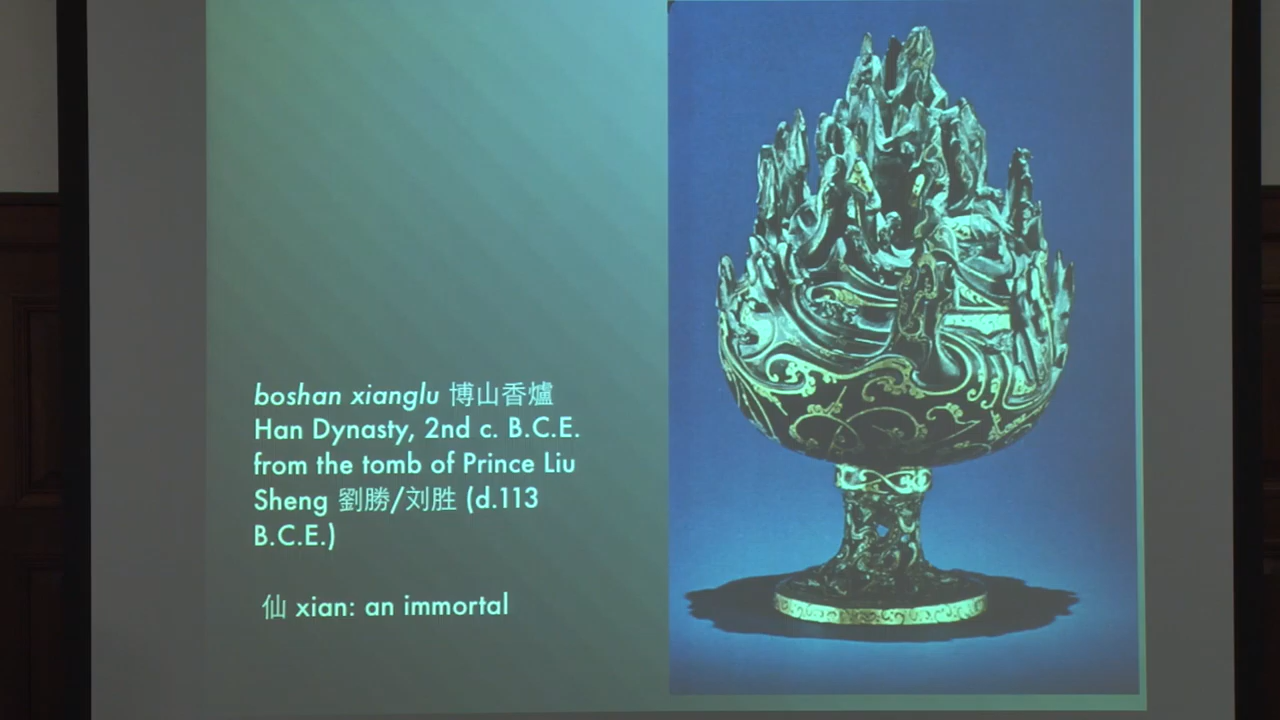 boshan xianglu 博山香爐
Han Dynasty, 2nd c. B.C.E.
from the tomb of Prince Liu
Sheng 劉勝/刘胜 (d.113
B.C.E.)
仙 xian: an immortal